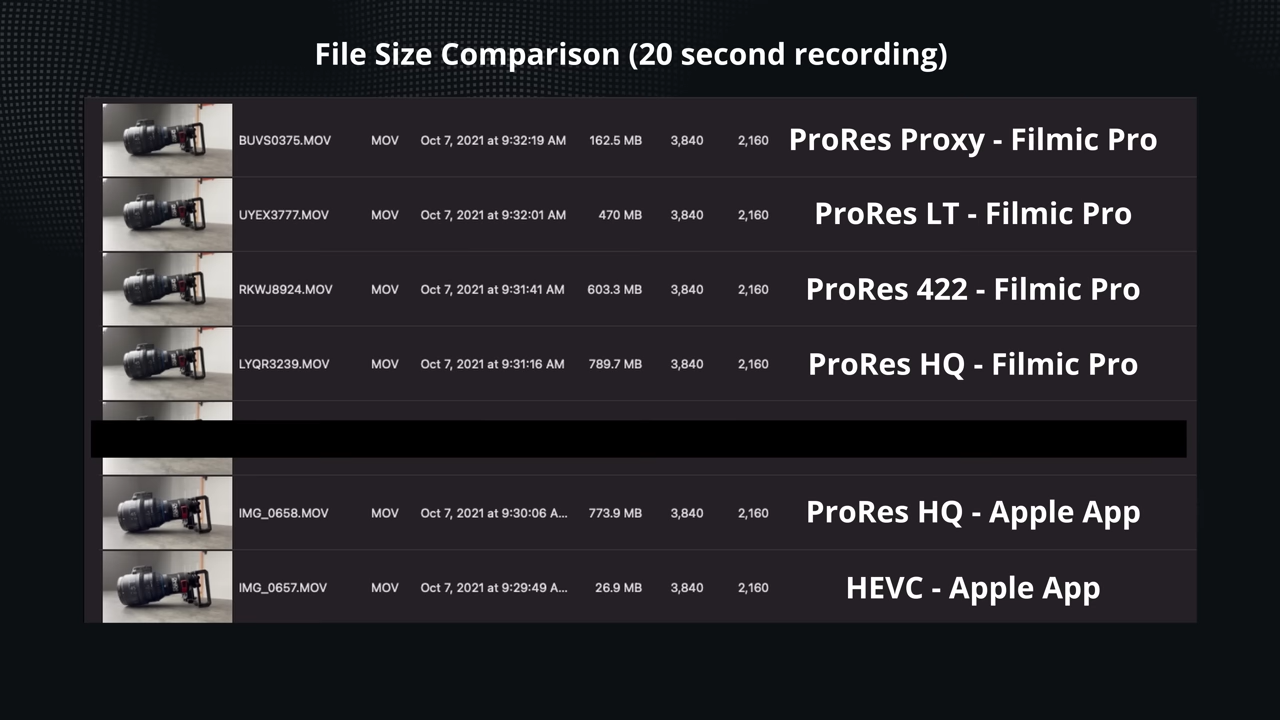 File Size Comparison (20 second recording)
BUVS0375.MOV MOV Oct 7, 2021 at 9:32:19 AM 162.5 MB 3,840 2,160 ProRes Proxy - Filmic Pro
UYEX3777.MOV MOV Oct 7, 2021 at 9:32:01 AM 470 MB 3,840 2,160 ProRes LT - Filmic Pro
RKWJ8924.MOV MOV Oct 7, 2021 at 9:31:41 AM 603.3 MB 3,840 2,160 ProRes 422 - Filmic Pro
LYQR3239.MOV MOV Oct 7, 2021 at 9:31:16 AM 789.7 MB 3,840 2,160 ProRes HQ - Filmic Pro
IMG_0658.MOV MOV Oct 7, 2021 at 9:30:06 A... 773.9 MB 3,840 2,160 ProRes HQ - Apple App
IMG_0657.MOV MOV Oct 7, 2021 at 9:29:49 A... 26.9 MB 3,840 2,160 HEVC - Apple App